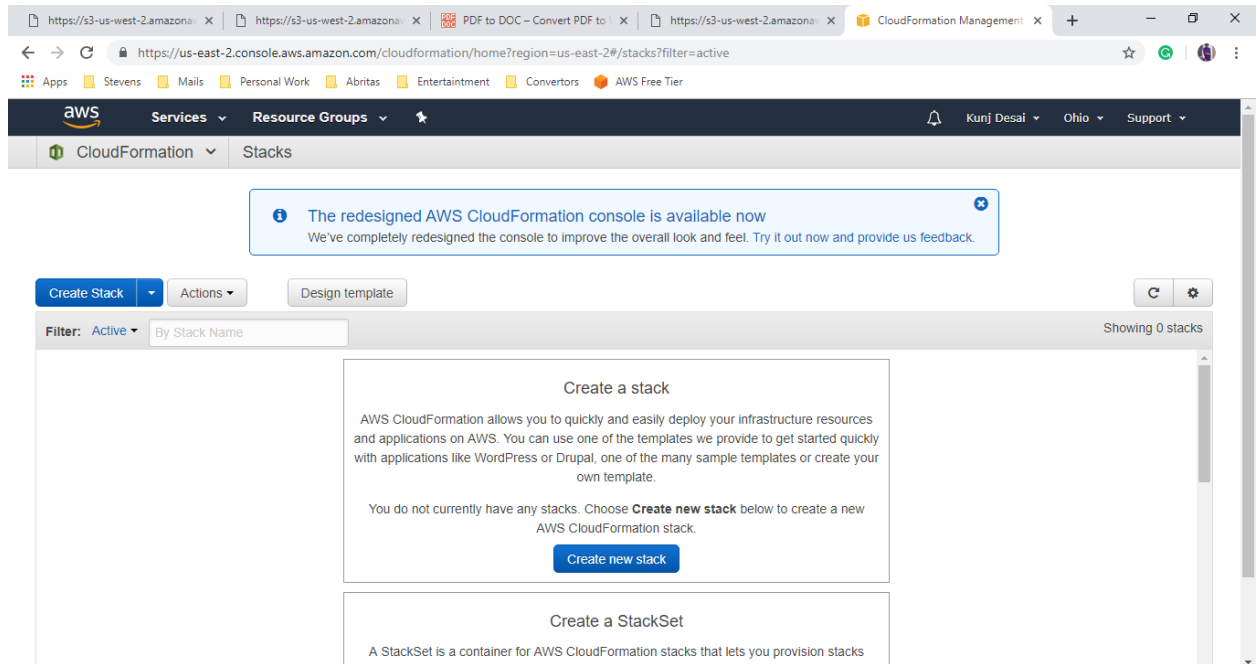 https://s3-us-west-2.amazonav
https://s3-us-west-2.amazonav
PDF to DOC – Convert PDF to
https://s3-us-west-2.amazona
CloudFormation Management
https://us-east-2.console.aws.amazon.com/cloudformation/home?region=us-east-2#/stacks?filter=active
Apps Stevens Mails Personal Work Abritas Entertaintment Convertors AWS Free Tier
aws Services Resource Groups Kunj Desai Ohio Support
CloudFormation Stacks
The redesigned AWS CloudFormation console is available now
We've completely redesigned the console to improve the overall look and feel. Try it out now and provide us feedback.
Create Stack Actions Design template
Filter: Active By Stack Name Showing 0 stacks
Create a stack
AWS CloudFormation allows you to quickly and easily deploy your infrastructure resources
and applications on AWS. You can use one of the templates we provide to get started quickly
with applications like WordPress or Drupal, one of the many sample templates or create your
own template.
You do not currently have any stacks. Choose Create new stack below to create a new
AWS CloudFormation stack.
Create new stack
Create a StackSet
A StackSet is a container for AWS CloudFormation stacks that lets you provision stacks